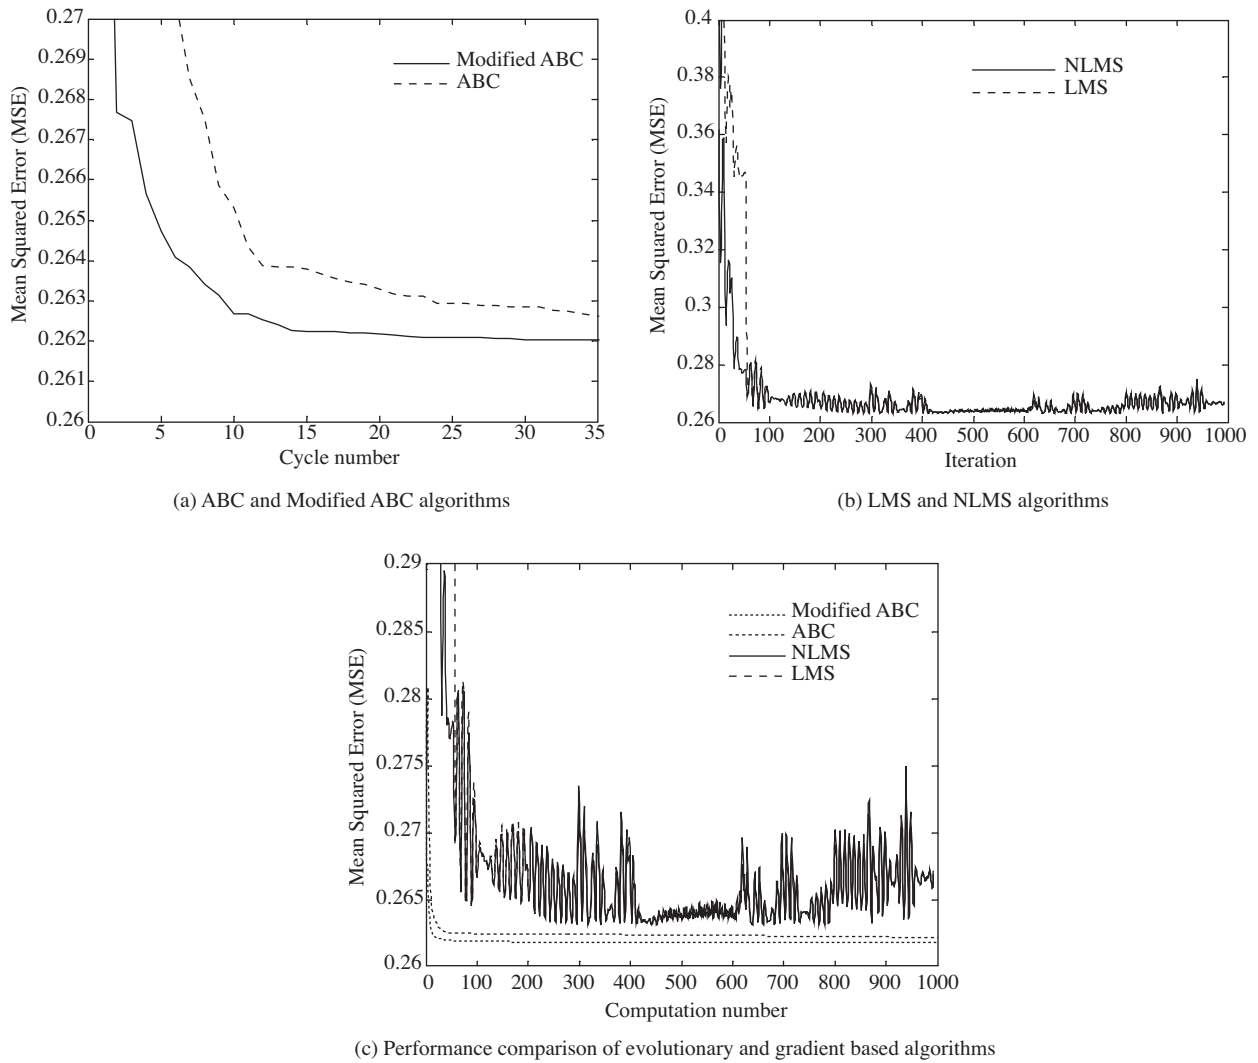 0.27
0.269
0.268
0.267
0.266
0.265
0.264
0.263
0.262
0.261
0.26
Mean Squared Error (MSE)
Modified ABC
ABC
0 5 10 15 20 25 30 35
Cycle number
(a) ABC and Modified ABC algorithms
0.4
0.38
0.36
0.34
0.32
0.3
0.28
0.26
Mean Squared Error (MSE)
NLMS
LMS
0 100 200 300 400 500 600 700 800 900 1000
Iteration
(b) LMS and NLMS algorithms
0.29
0.285
0.28
0.275
0.27
0.265
0.26
Mean Squared Error (MSE)
Modified ABC
ABC
NLMS
LMS
0 100 200 300 400 500 600 700 800 900 1000
Computation number
(c) Performance comparison of evolutionary and gradient based algorithms